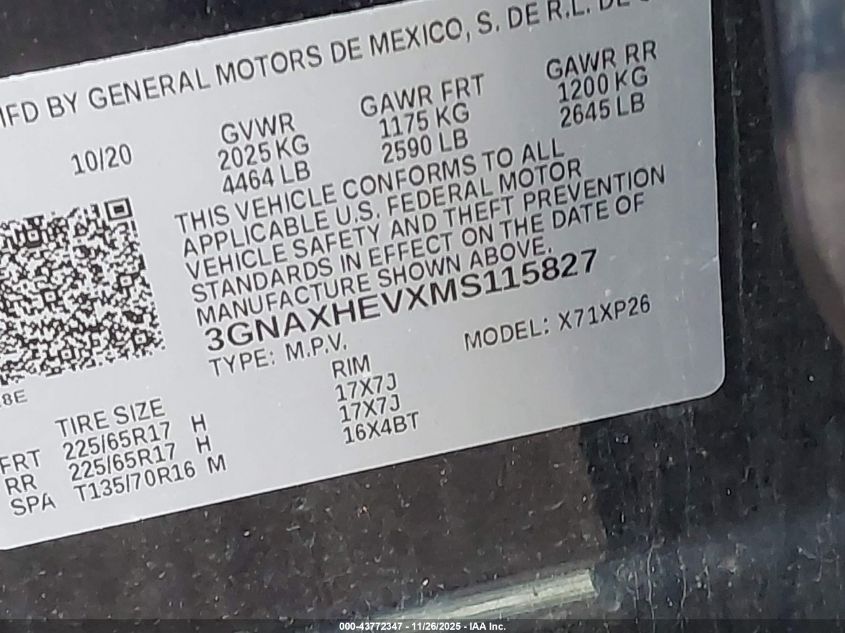 MFD BY GENERAL MOTORS DE MEXICO, S. DE R.L. DE
10/20
GVWR
2025 KG
4464 LB
GAWR FRT
1175 KG
2590 LB
GAWR RR
1200 KG
2645 LB
THIS VEHICLE CONFORMS TO ALL
APPLICABLE U.S. FEDERAL MOTOR
VEHICLE SAFETY AND THEFT PREVENTION
STANDARDS IN EFFECT ON THE DATE OF
MANUFACTURE SHOWN ABOVE.
3GNAXHEVXMS115827
TYPE: M.P.V.
MODEL: X71XP26
8E
TIRE SIZE
RIM
FRT 225/65R17 H 17X7J
RR 225/65R17 H 17X7J
SPA T135/70R16 M 16X4BT
000-43772347 - 11/26/2025 - IAA Inc.